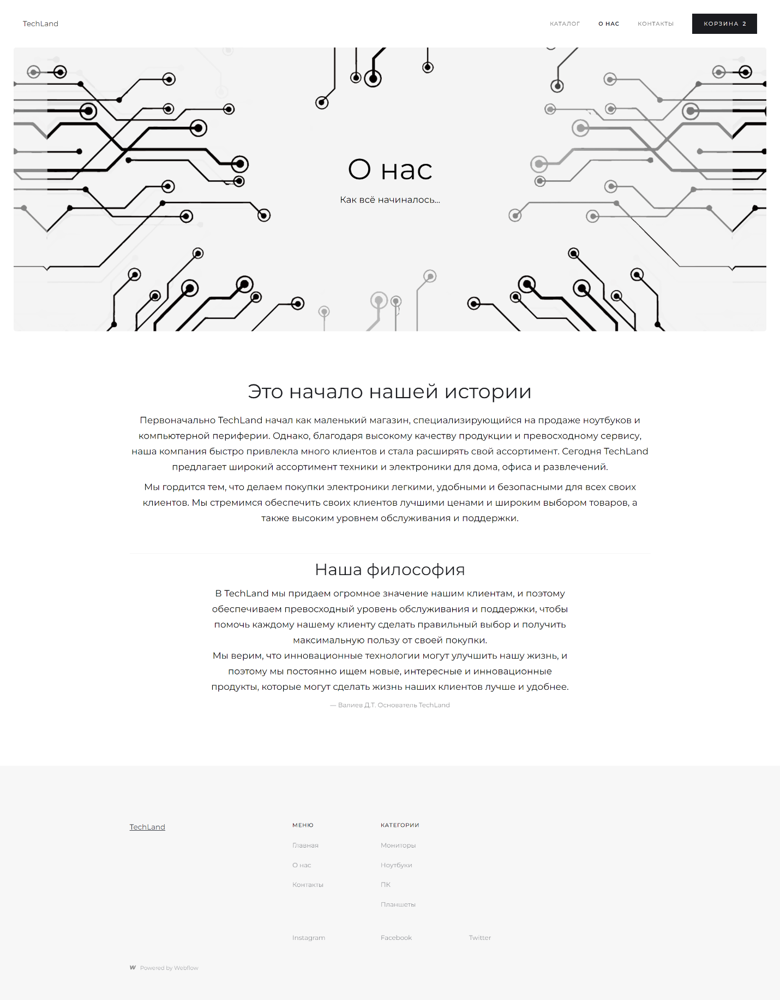 TechLand
КАТАЛОГ
О НАС
КОНТАКТЫ
КОРЗИНА 2
О нас
Как всё начиналось...
Это начало нашей истории
Первоначально TechLand начал как маленький магазин, специализирующийся на продаже ноутбуков и
компьютерной периферии. Однако, благодаря высокому качеству продукции и превосходному сервису,
наша компания быстро привлекла много клиентов и стала расширять свой ассортимент. Сегодня TechLand
предлагает широкий ассортимент техники и электроники для дома, офиса и развлечений.
Мы гордится тем, что делаем покупки электроники легкими, удобными и безопасными для всех своих
клиентов. Мы стремимся обеспечить своих клиентов лучшими ценами и широким выбором товаров, а
также высоким уровнем обслуживания и поддержки.
Наша философия
В TechLand мы придаем огромное значение нашим клиентам, и поэтому
обеспечиваем превосходный уровень обслуживания и поддержки, чтобы
помочь каждому нашему клиенту сделать правильный выбор и получить
максимальную пользу от своей покупки.
Мы верим, что инновационные технологии могут улучшить нашу жизнь, и
поэтому мы постоянно ищем новые, интересные и инновационные
продукты, которые могут сделать жизнь наших клиентов лучше и удобнее.
— Валиев Д.Т. Основатель TechLand
TechLand
МЕНЮ
Главная
О нас
Контакты
КАТЕГОРИИ
Мониторы
Ноутбуки
ПК
Планшеты
Instagram
Facebook
Twitter
Powered by Webflow